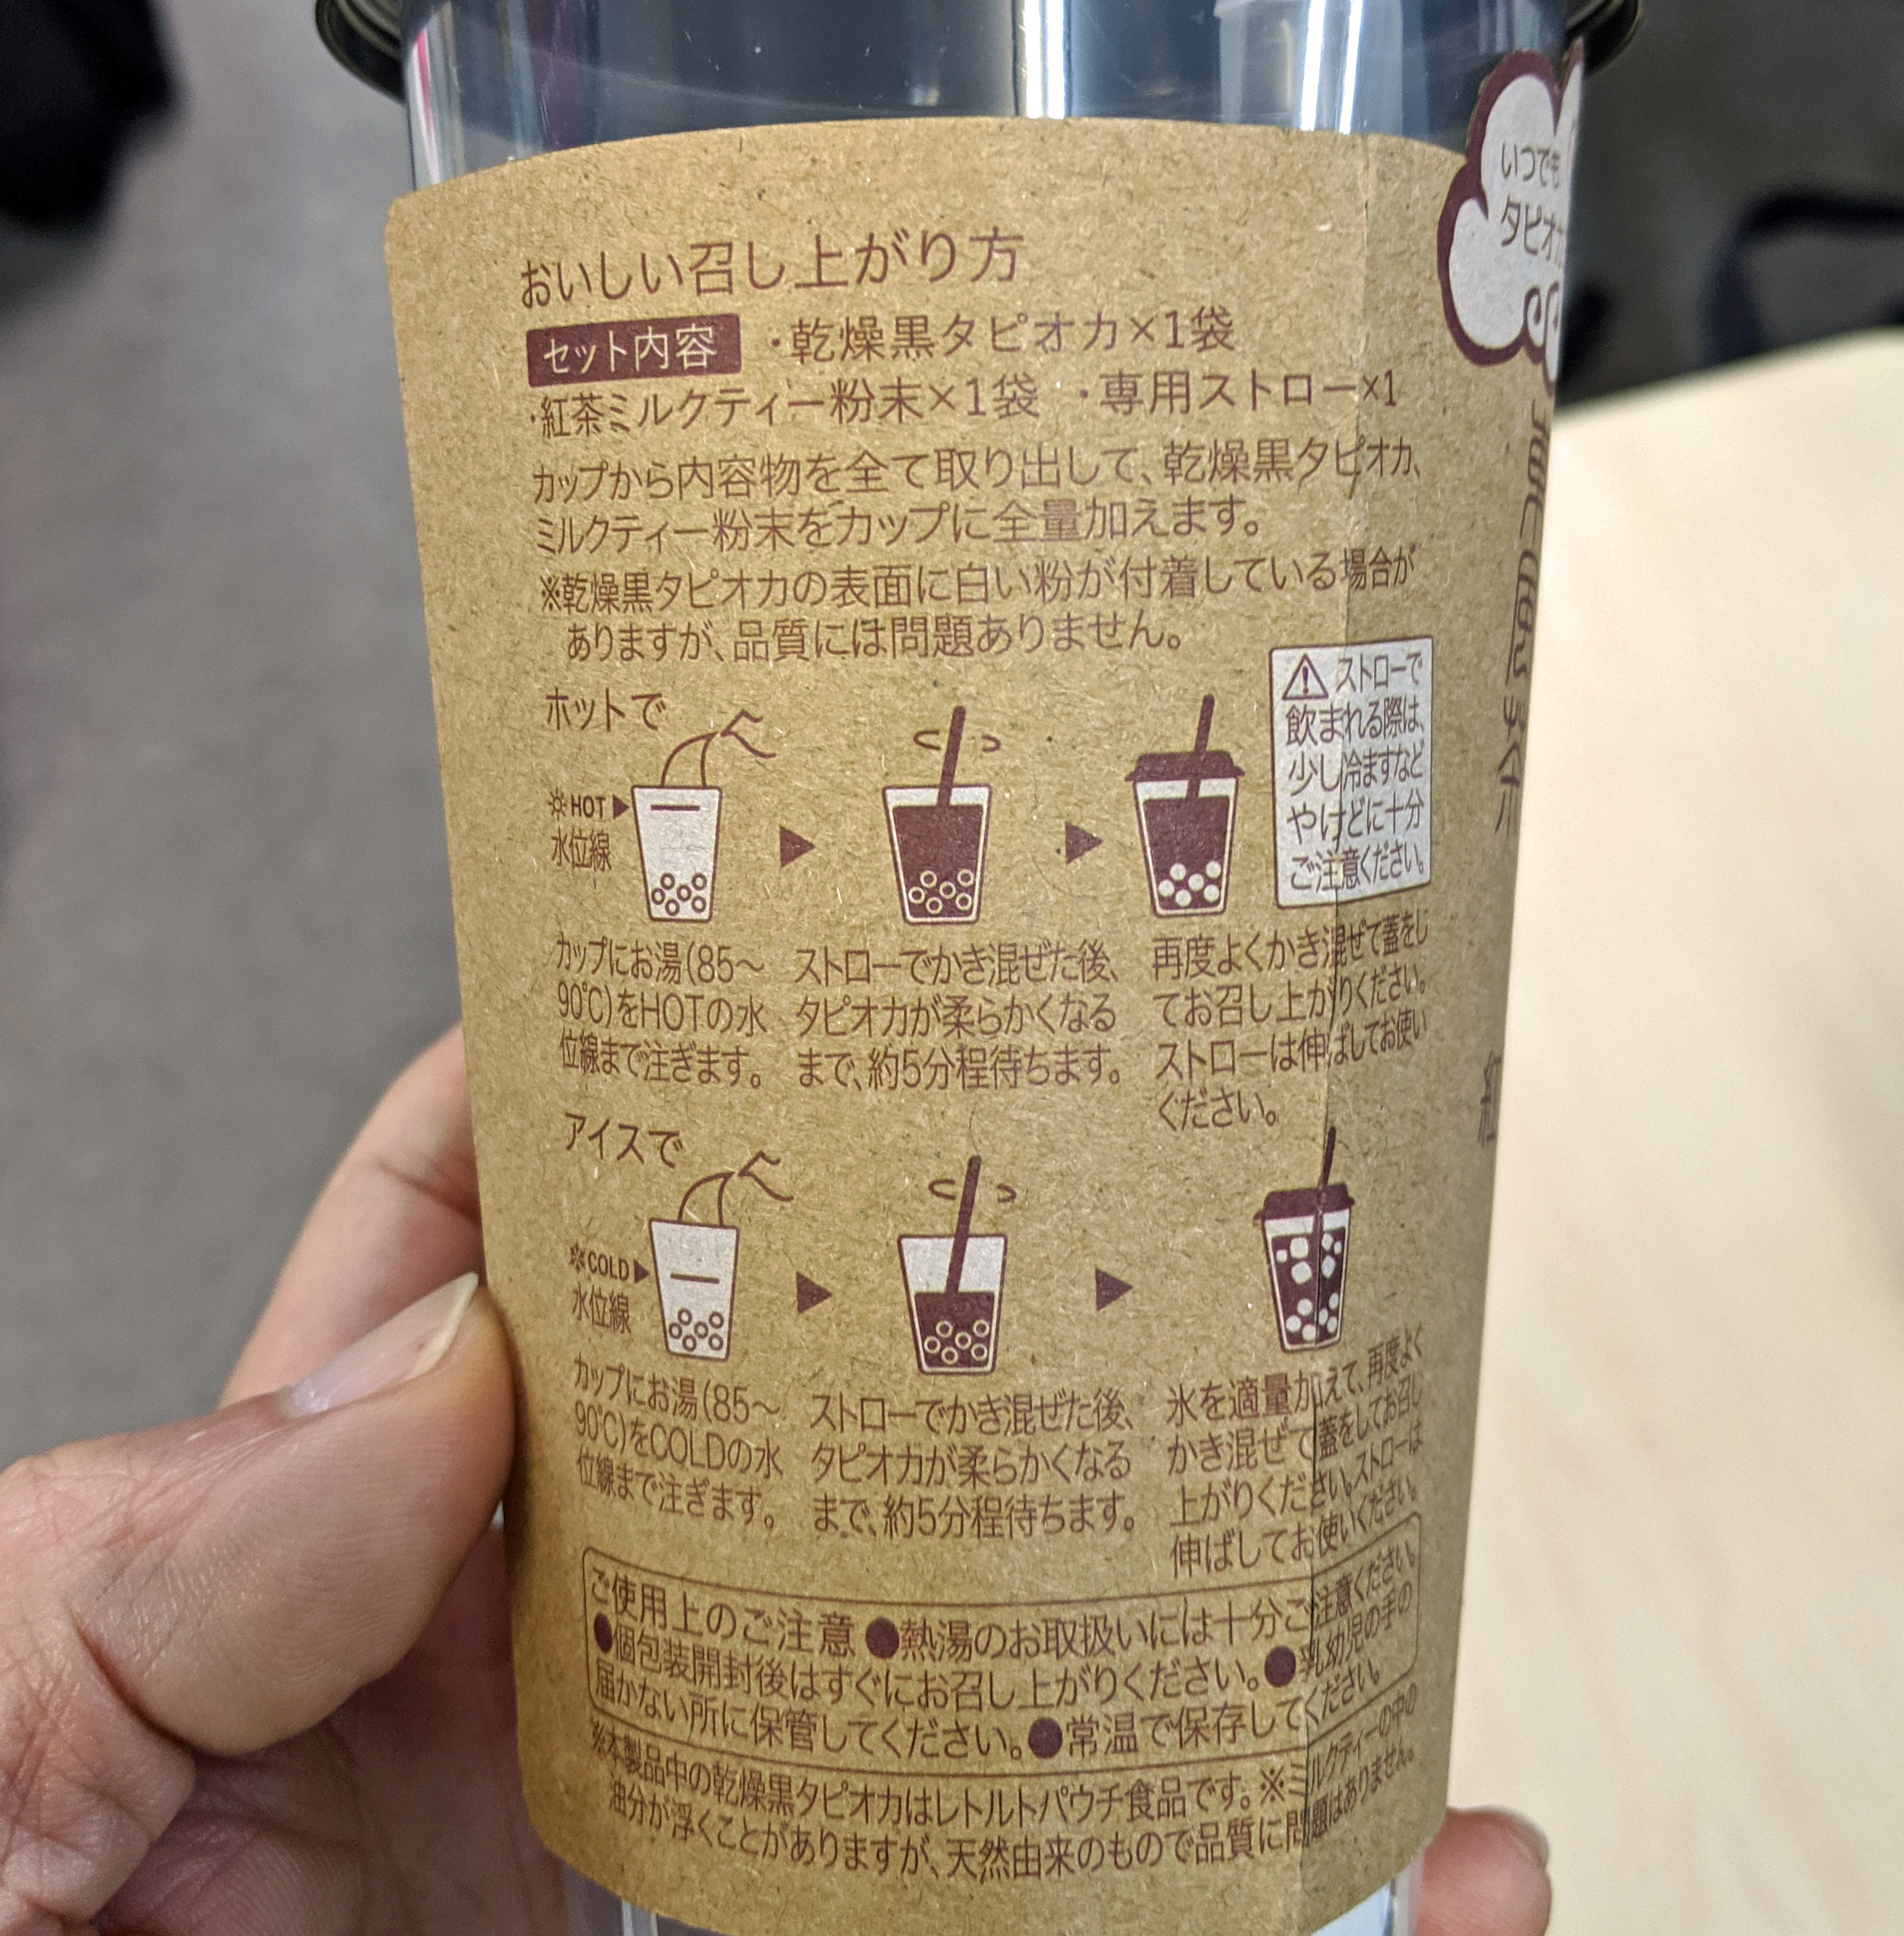 おいしい召し上がり方
セット内容 ・乾燥黒タピオカ×1袋
・紅茶ミルクティー粉末×1袋 ・専用ストロー×1
カップから内容物を全て取り出して、乾燥黒タピオカ、
ミルクティー粉末をカップに全量加えます。
※乾燥黒タピオカの表面に白い粉が付着している場合が
ありますが、品質には問題ありません。
ホットで
HOT
水位線
⚠ストローで
飲まれる際は、
少し冷ますなど
やけどに十分
ご注意ください。
カップにお湯(85〜
90℃)をHOTの水
位線まで注ぎます。
ストローでかき混ぜた後、
タピオカが柔らかくなる
まで、約5分程待ちます。
再度よくかき混ぜて蓋をし
てお召し上がりください。
ストローは伸ばしてお使い
ください。
アイスで
COLD
水位線
カップにお湯(85〜
90℃)をCOLDの水
位線まで注ぎます。
ストローでかき混ぜた後、
タピオカが柔らかくなる
まで、約5分程待ちます。
氷を適量加えて、再度よく
かき混ぜて蓋をしてお召し
上がりください。ストローは
伸ばしてお使いください。
ご使用上のご注意 ●熱湯のお取扱いには十分ご注意ください。
●個包装開封後はすぐにお召し上がりください。●乳幼児の手の
届かない所に保管してください。●常温で保存してください。
※本製品中の乾燥黒タピオカはレトルトパウチ食品です。※ミルクティーの中の
油分が浮くことがありますが、天然由来のもので品質に問題はありません。
いつでも
タピオカ
紅